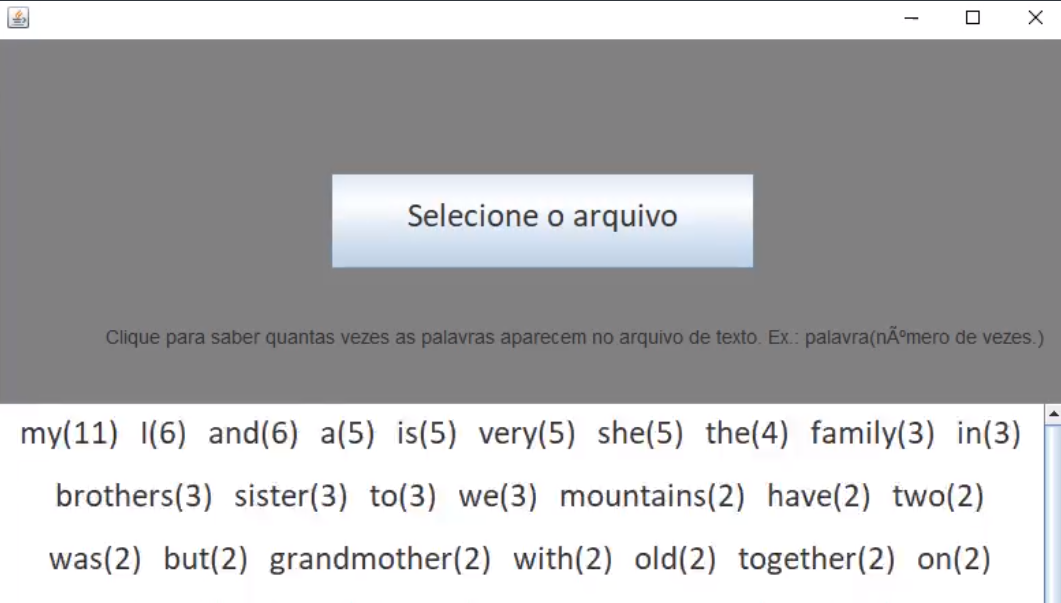 Selecione o arquivo
Clique para saber quantas vezes as palavras aparecem no arquivo de texto. Ex.: palavra(nÃºmero de vezes.)
my(11) I(6) and(6) a(5) is(5) very(5) she(5) the(4) family(3) in(3)
brothers(3) sister(3) to(3) we(3) mountains(2) have(2) two(2)
was(2) but(2) grandmother(2) with(2) old(2) together(2) on(2)